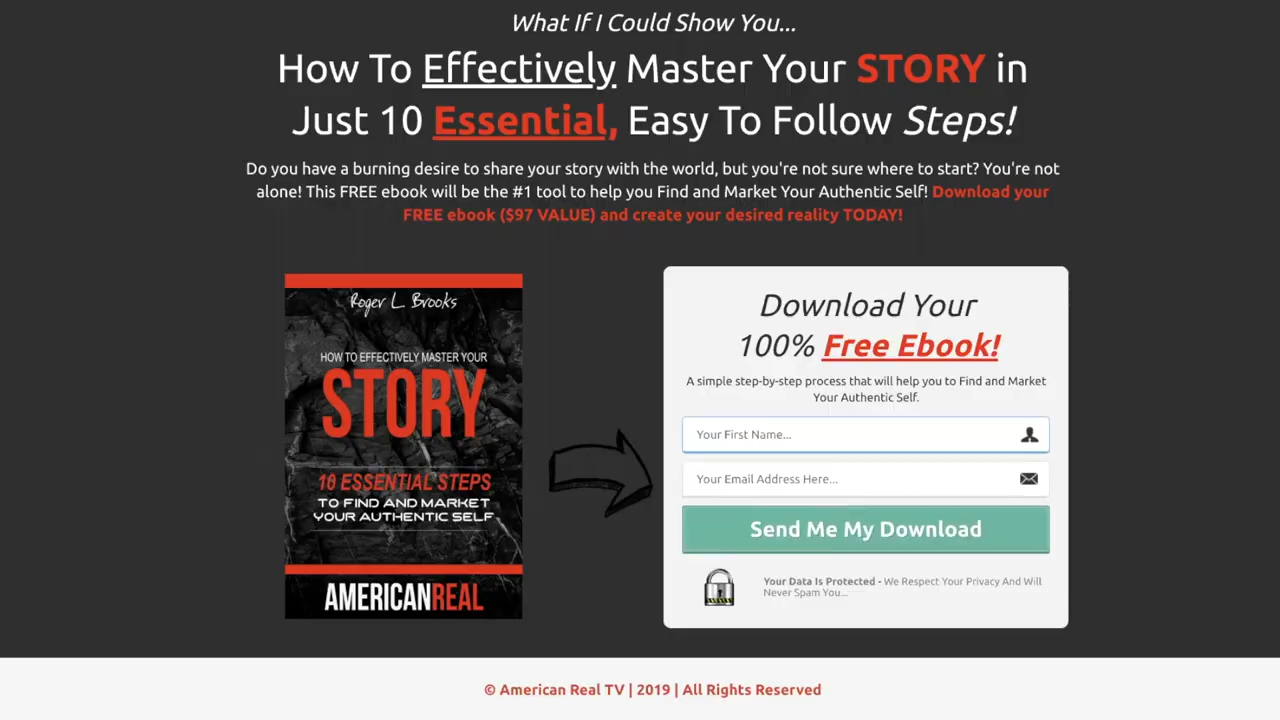 What If I Could Show You...
How To Effectively Master Your STORY in
Just 10 Essential, Easy To Follow Steps!
Do you have a burning desire to share your story with the world, but you're not sure where to start? You're not
alone! This FREE ebook will be the #1 tool to help you Find and Market Your Authentic Self! Download your
FREE ebook ($97 VALUE) and create your desired reality TODAY!
Roger L. Brooks
HOW TO EFFECTIVELY MASTER YOUR
STORY
10 ESSENTIAL STEPS
TO FIND AND MARKET
YOUR AUTHENTIC SELF
AMERICANREAL
Download Your
100% Free Ebook!
A simple step-by-step process that will help you to Find and Market
Your Authentic Self.
Your First Name...
Your Email Address Here...
Send Me My Download
Your Data Is Protected - We Respect Your Privacy And Will
Never Spam You...
© American Real TV | 2019 | All Rights Reserved